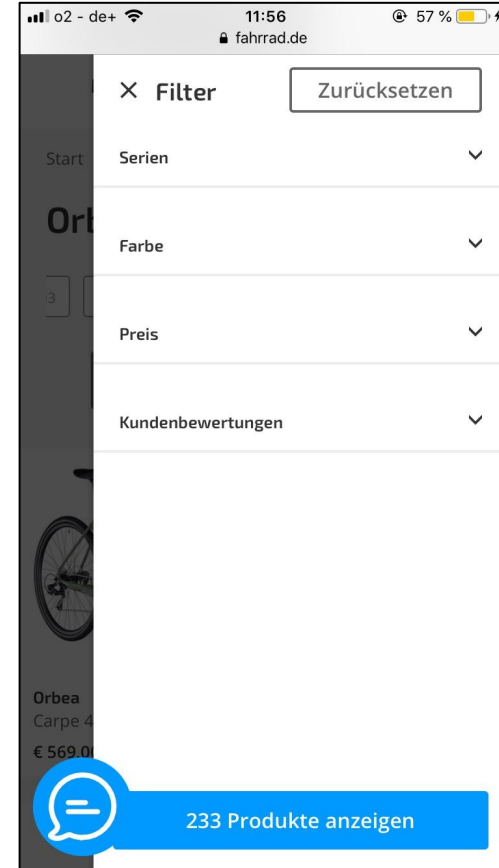 o2 - de+ 11:56 57 %
fahrrad.de
Filter Zurücksetzen
Start
Serien
Farbe
Preis
Kundenbewertungen
Orbea
Carpe 4
€ 569.0
233 Produkte anzeigen